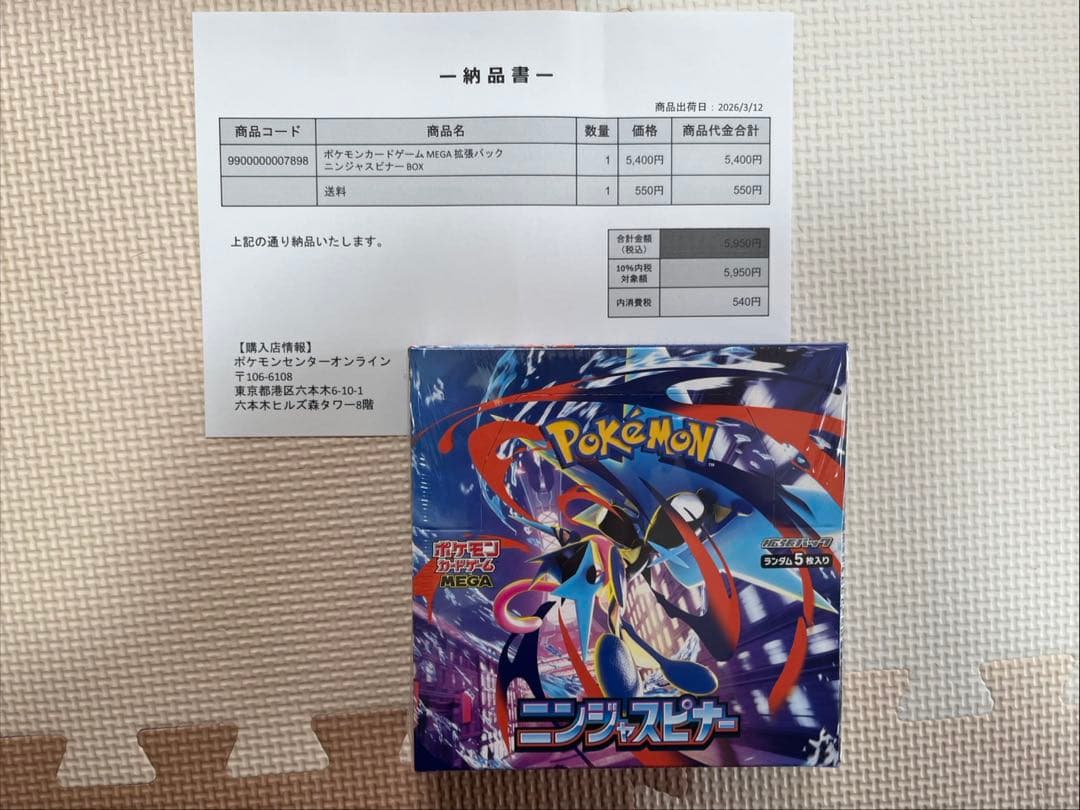 ー納品書ー
商品出荷日：2026/3/12
商品コード 商品名 数量 価格 商品代金合計
9900000007898 ポケモンカードゲーム MEGA 拡張パック 1 5,400円 5,400円
ニンジャスピナー BOX
送料 1 550円 550円
上記の通り納品いたします。
合計金額 5,950円
（税込）
10%内税 5,950円
対象額
内消費税 540円
【購入店情報】
ポケモンセンターオンライン
〒106-6108
東京都港区六本木6-10-1
六本木ヒルズ森タワー8階
POKéMON
TM
ポケモン
カードゲーム
MEGA
拡張パック
ランダム5枚入り
ニンジャスピナー